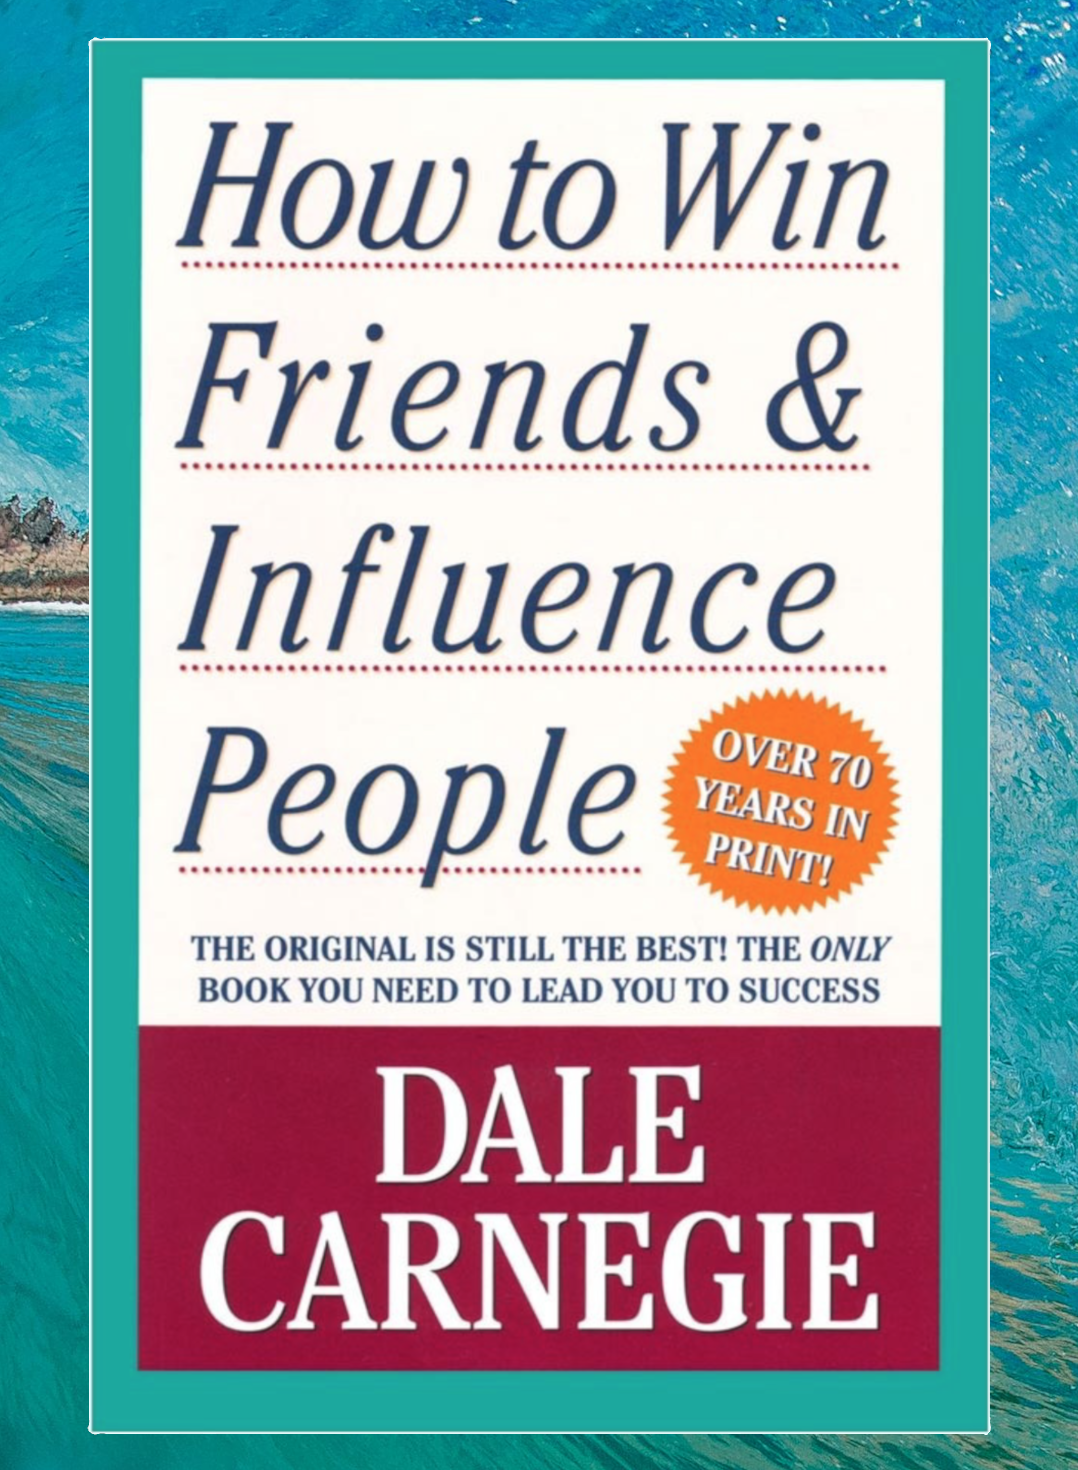 How to Win
Friends &
Influence
People
OVER 70
YEARS IN
PRINT!
THE ORIGINAL IS STILL THE BEST! THE ONLY
BOOK YOU NEED TO LEAD YOU TO SUCCESS
DALE
CARNEGIE